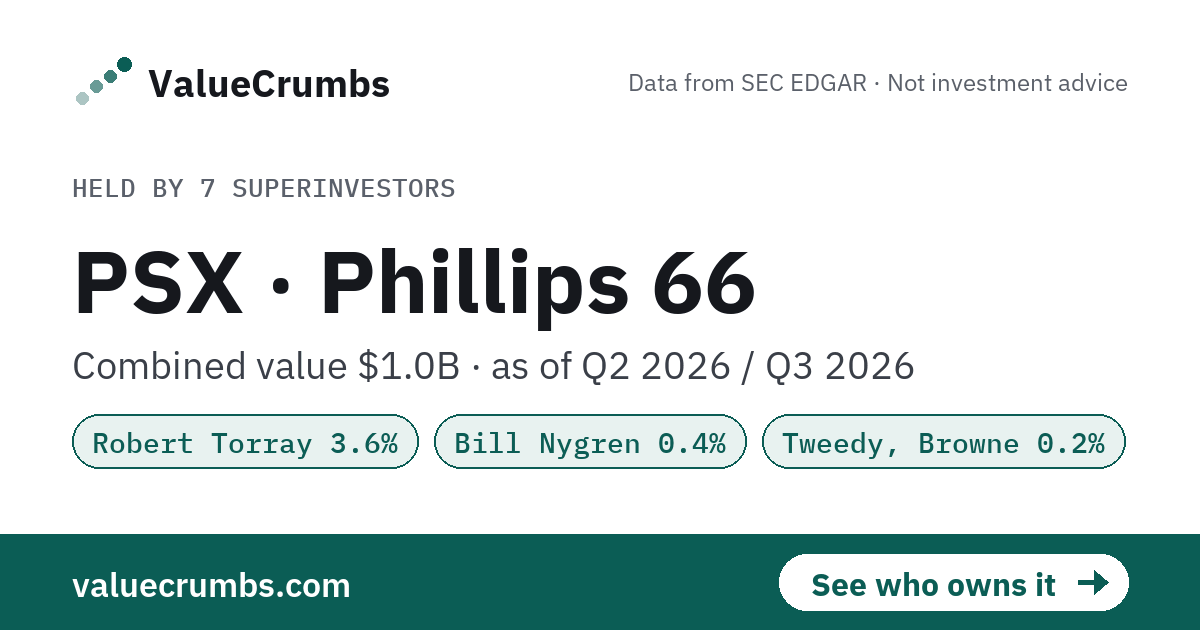 ValueCrumbs
Data from SEC EDGAR · Not investment advice
HELD BY 7 SUPERINVESTORS
PSX · Phillips 66
Combined value $1.0B · as of Q2 2026 / Q3 2026
Robert Torray 3.6%
Bill Nygren 0.4%
Tweedy, Browne 0.2%
valuecrumbs.com
See who owns it →